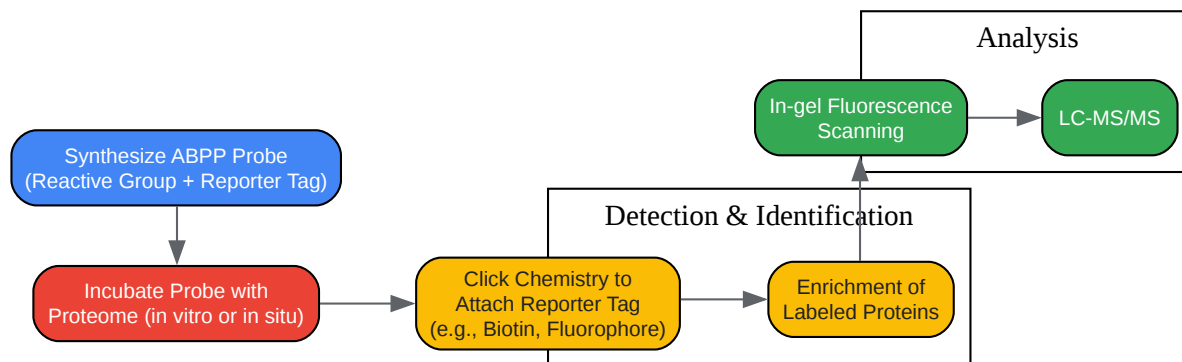 Synthesize ABPP Probe
(Reactive Group + Reporter Tag)
Incubate Probe with
Proteome (in vitro or in situ)
Detection & Identification
Click Chemistry to
Attach Reporter Tag
(e.g., Biotin, Fluorophore)
Enrichment of
Labeled Proteins
Analysis
In-gel Fluorescence
Scanning
LC-MS/MS